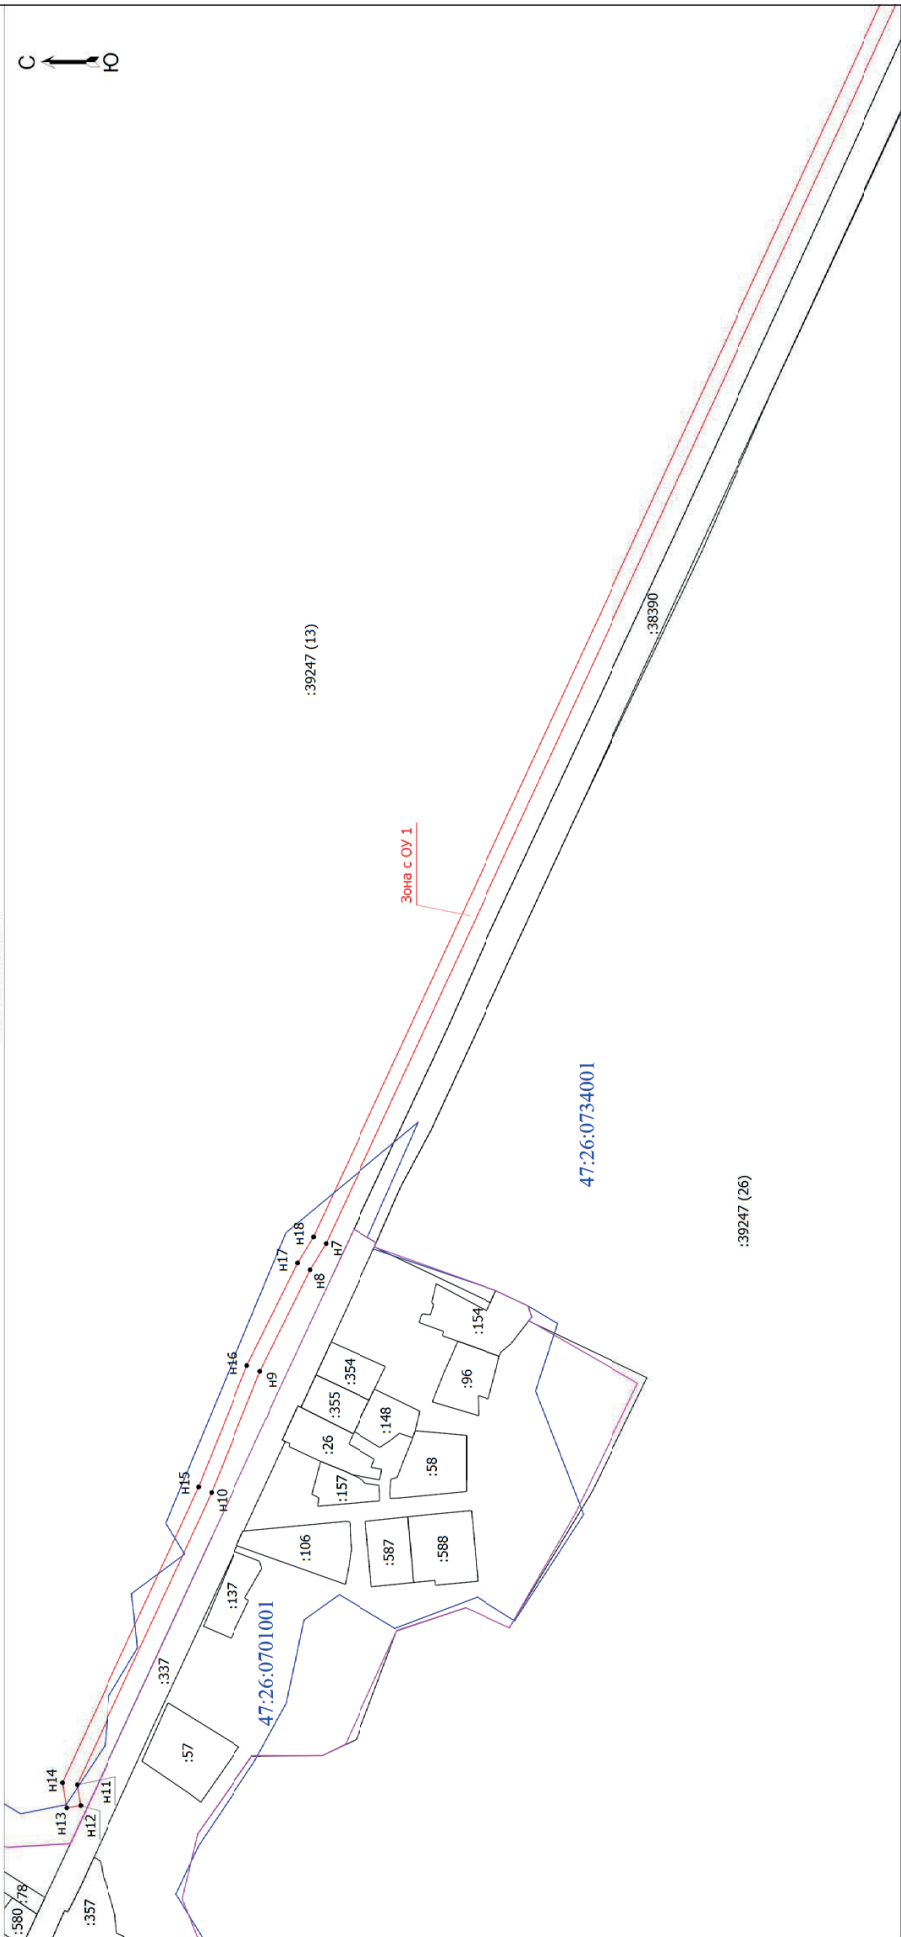 С
Ю
:39247 (13)
:38390
Зона с ОУ 1
47:26:0734001
:39247 (26)
н18
н17
н7
н8
н16
н9
:154
:354
:96
:355
:148
:26
:58
:157
н15
н10
:106
:587
:588
:137
47:26:0701001
:337
:57
н14
н11
н13
н12
:78
:580
:357